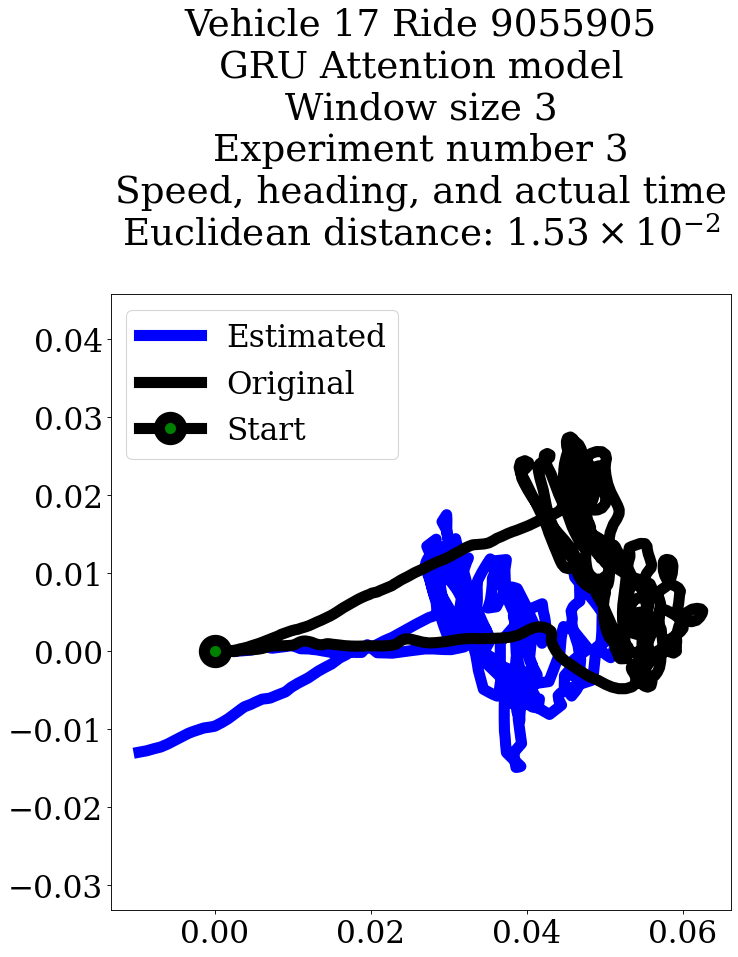 Vehicle 17 Ride 9055905
GRU Attention model
Window size 3
Experiment number 3
Speed, heading, and actual time
Euclidean distance: $1.53 \times 10^{-2}$
Estimated
Original
Start
0.04
0.03
0.02
0.01
0.00
−0.01
−0.02
−0.03
0.00 0.02 0.04 0.06